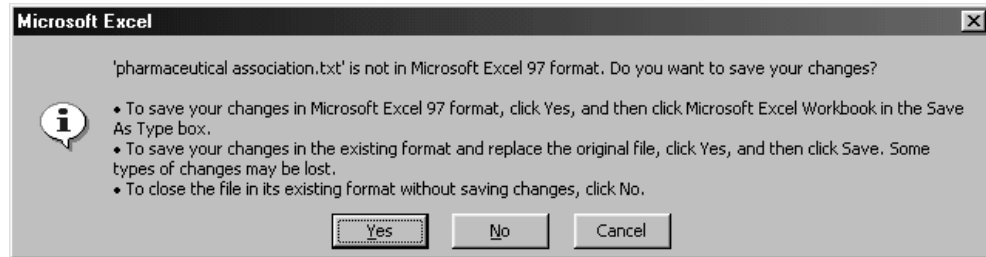 Microsoft Excel
'pharmaceutical association.txt' is not in Microsoft Excel 97 format. Do you want to save your changes?
• To save your changes in Microsoft Excel 97 format, click Yes, and then click Microsoft Excel Workbook in the Save
As Type box.
• To save your changes in the existing format and replace the original file, click Yes, and then click Save. Some
types of changes may be lost.
• To close the file in its existing format without saving changes, click No.
Yes No Cancel